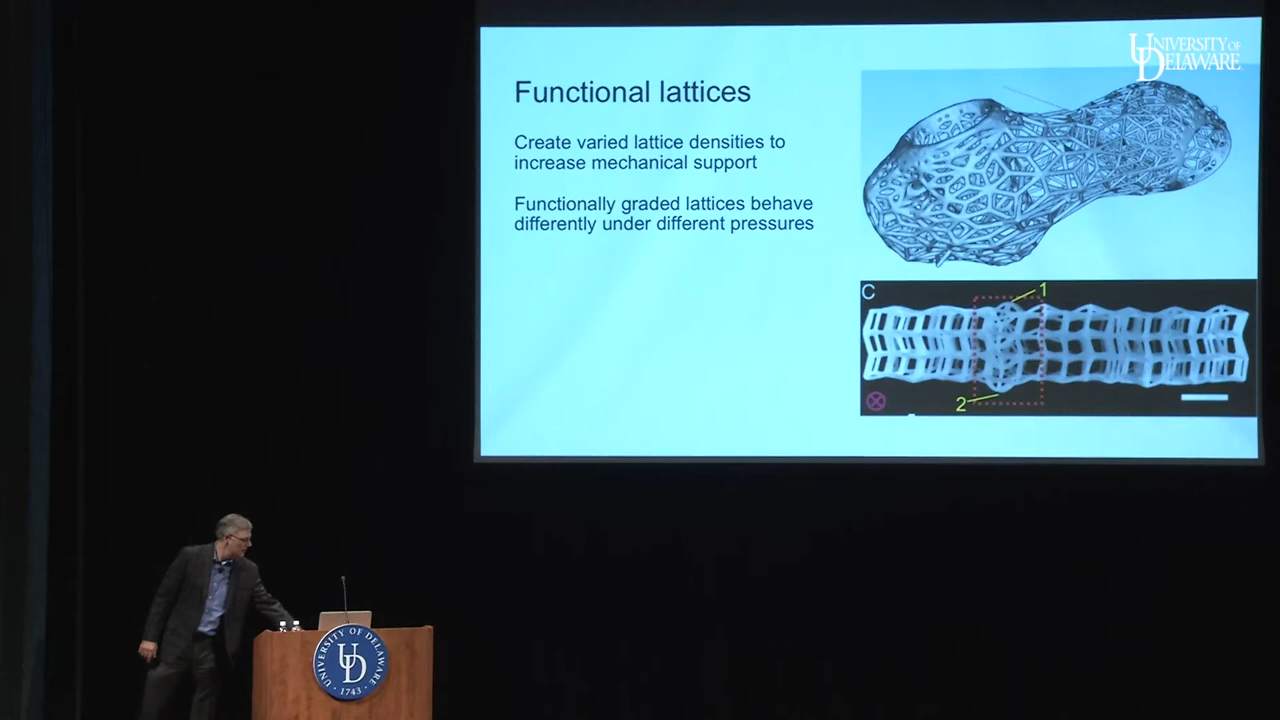 UNIVERSITY OF
DELAWARE
Functional lattices
Create varied lattice densities to
increase mechanical support
Functionally graded lattices behave
differently under different pressures
C
1
2
UNIVERSITY OF DELAWARE
UD
· 1743 ·